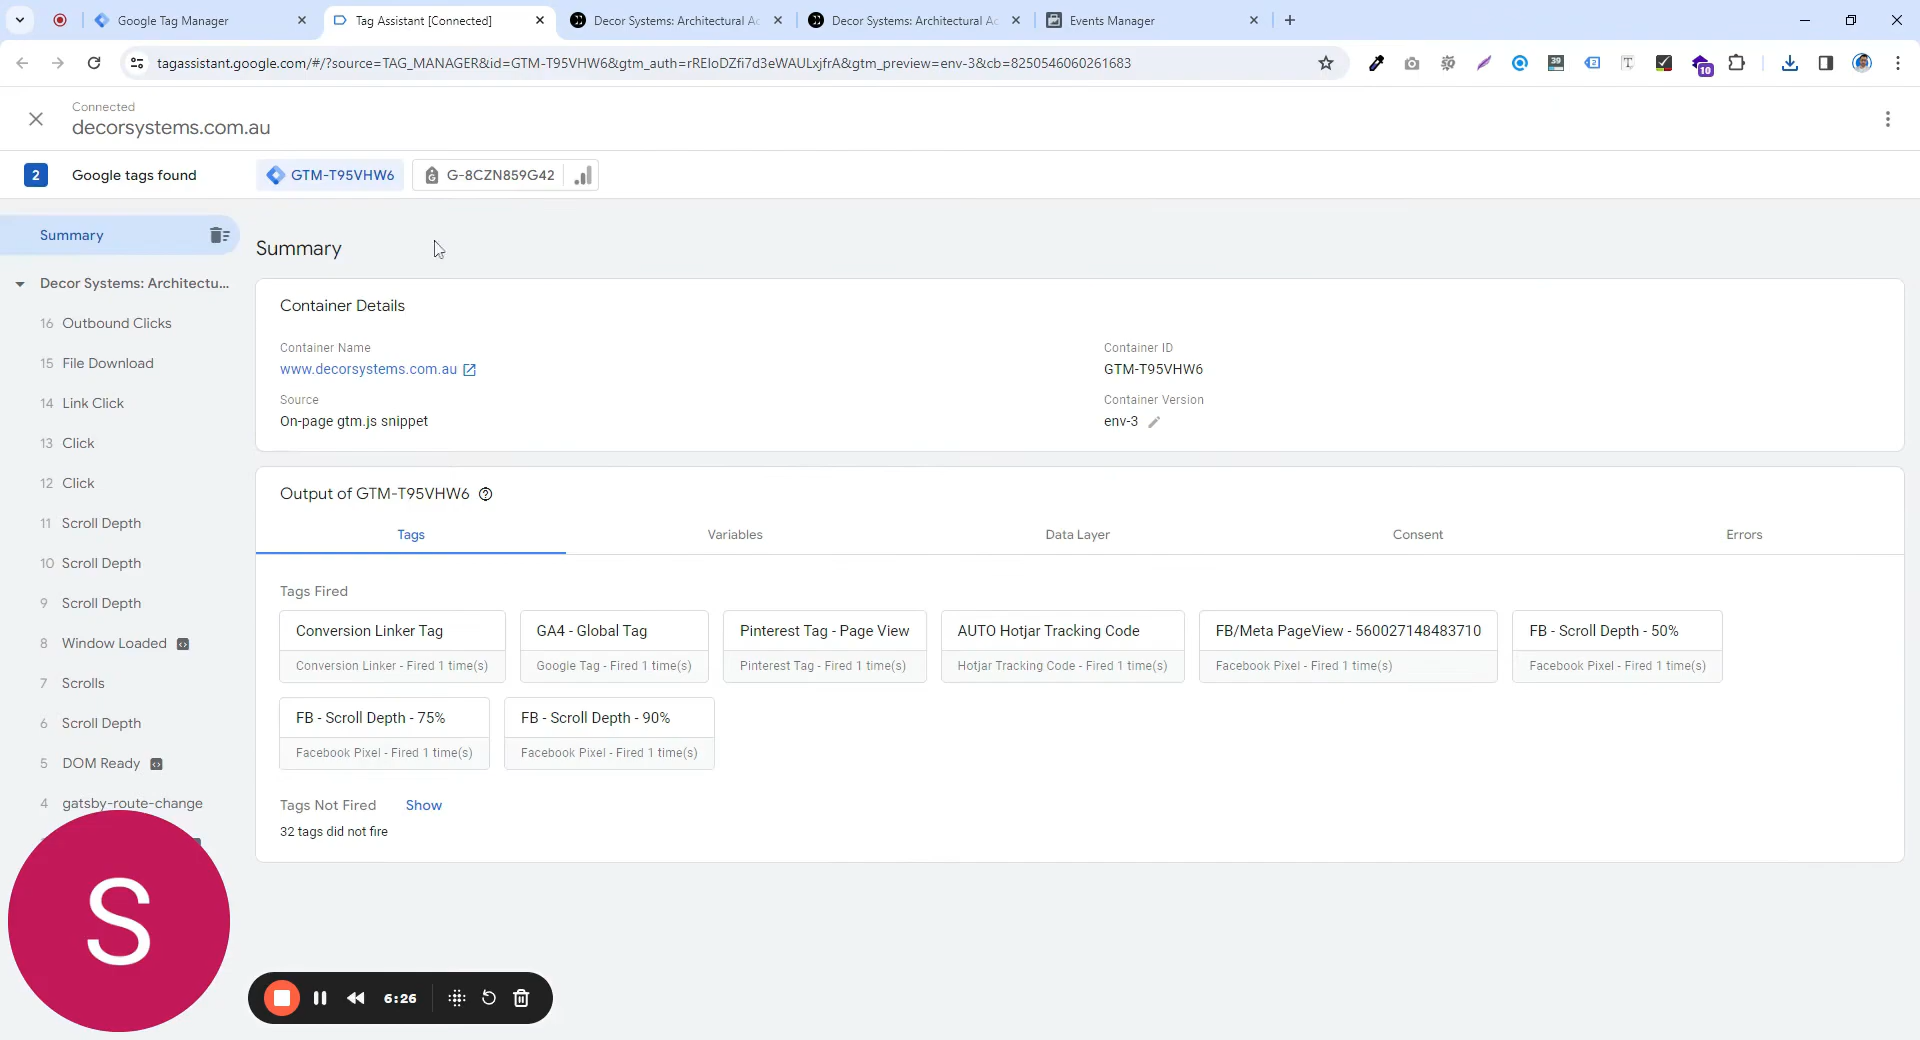 Google Tag Manager
Tag Assistant [Connected]
Decor Systems: Architectural Ac
Decor Systems: Architectural Ac
Events Manager
tagassistant.google.com/#/?source=TAG_MANAGER&id=GTM-T95VHW6&gtm_auth=rREIoDZfi7d3eWAULxjfrA&gtm_preview=env-3&cb=8250546060261683
39
10
Connected
decorsystems.com.au
2
Google tags found
GTM-T95VHW6
G-8CZN859G42
Summary
Decor Systems: Architectu...
16 Outbound Clicks
15 File Download
14 Link Click
13 Click
12 Click
11 Scroll Depth
10 Scroll Depth
9 Scroll Depth
8 Window Loaded
7 Scrolls
6 Scroll Depth
5 DOM Ready
4 gatsby-route-change
Summary
Container Details
Container Name
www.decorsystems.com.au
Container ID
GTM-T95VHW6
Source
On-page gtm.js snippet
Container Version
env-3
Output of GTM-T95VHW6
Tags
Variables
Data Layer
Consent
Errors
Tags Fired
Conversion Linker Tag
Conversion Linker - Fired 1 time(s)
GA4 - Global Tag
Google Tag - Fired 1 time(s)
Pinterest Tag - Page View
Pinterest Tag - Fired 1 time(s)
AUTO Hotjar Tracking Code
Hotjar Tracking Code - Fired 1 time(s)
FB/Meta PageView - 560027148483710
Facebook Pixel - Fired 1 time(s)
FB - Scroll Depth - 50%
Facebook Pixel - Fired 1 time(s)
FB - Scroll Depth - 75%
Facebook Pixel - Fired 1 time(s)
FB - Scroll Depth - 90%
Facebook Pixel - Fired 1 time(s)
Tags Not Fired
Show
32 tags did not fire
S
6:26